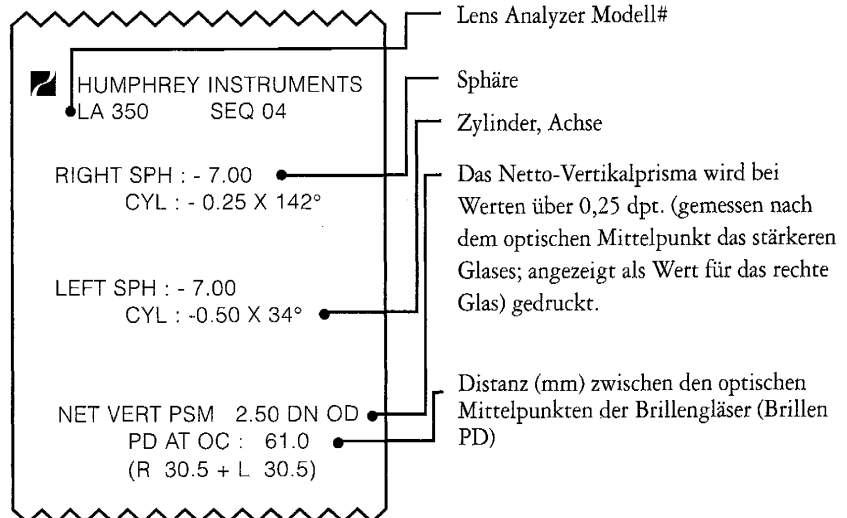 HUMPHREY INSTRUMENTS
LA 350 SEQ 04
RIGHT SPH : - 7.00
CYL : - 0.25 X 142°
LEFT SPH : - 7.00
CYL : -0.50 X 34°
NET VERT PSM 2.50 DN OD
PD AT OC : 61.0
(R 30.5 + L 30.5)
Lens Analyzer Modell#
Sphäre
Zylinder, Achse
Das Netto-Vertikalprisma wird bei
Werten über 0,25 dpt. (gemessen nach
dem optischen Mittelpunkt das stärkeren
Glases; angezeigt als Wert für das rechte
Glas) gedruckt.
Distanz (mm) zwischen den optischen
Mittelpunkten der Brillengläser (Brillen
PD)